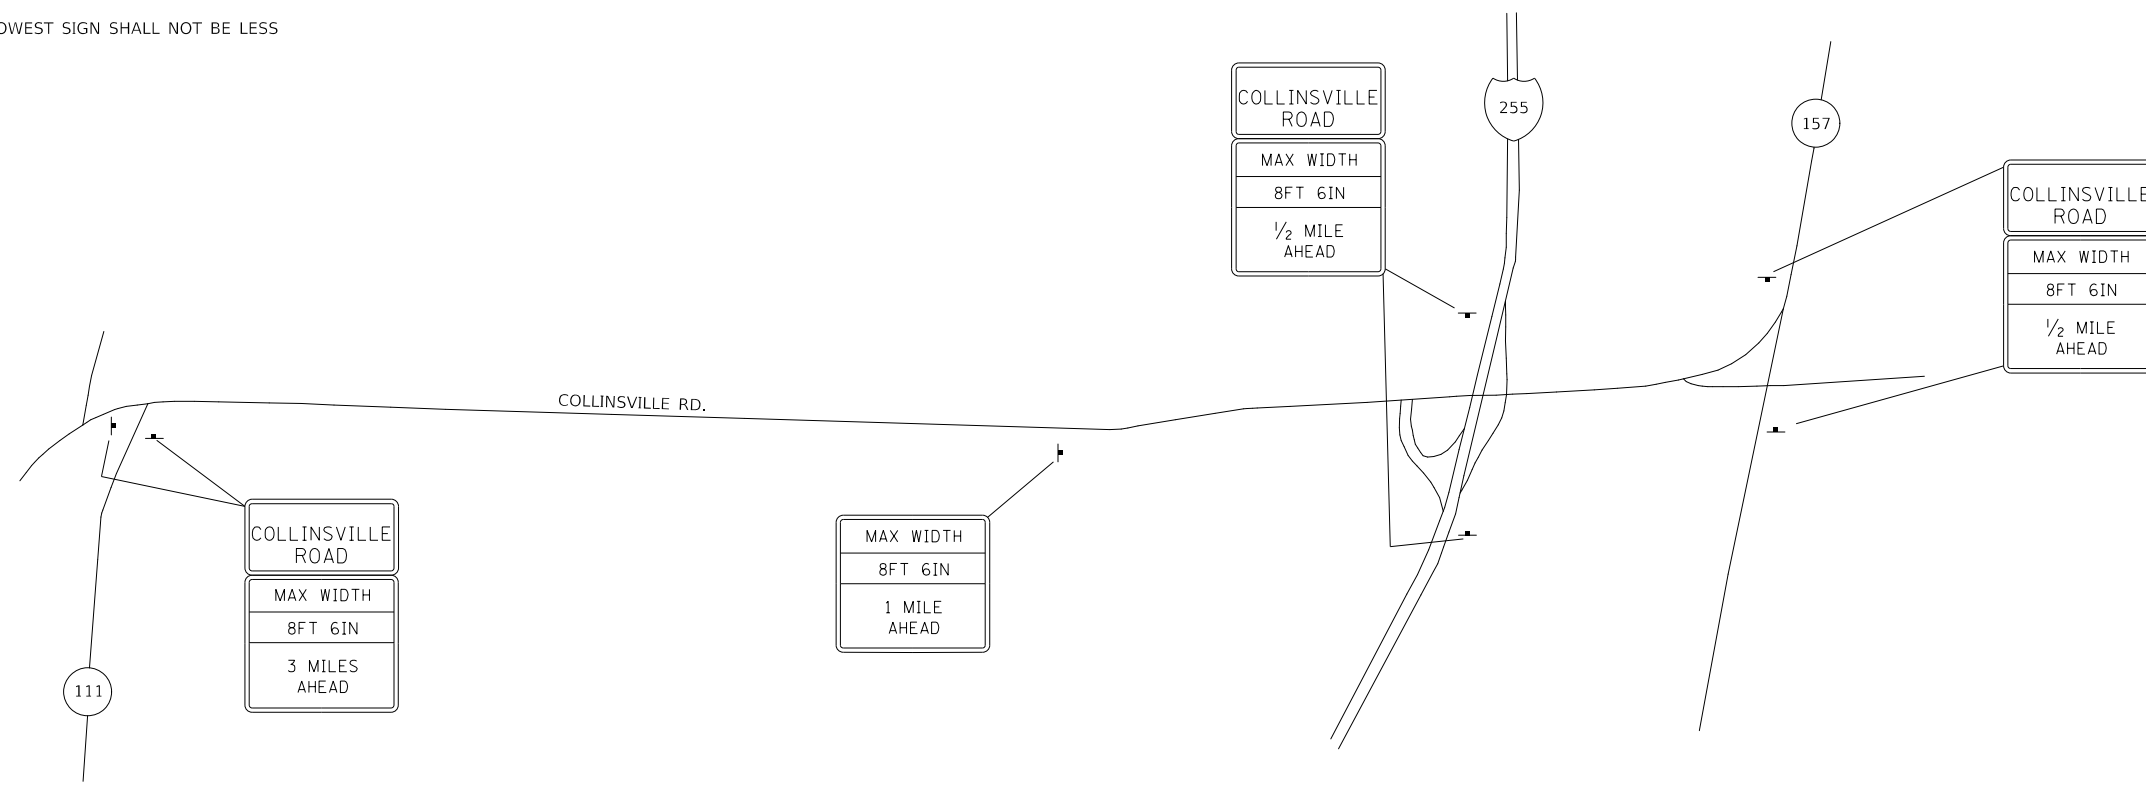 OWEST SIGN SHALL NOT BE LESS
COLLINSVILLE
ROAD
MAX WIDTH
8FT 6IN
1/2 MILE
AHEAD
255
157
COLLINSVILLE
ROAD
MAX WIDTH
8FT 6IN
1/2 MILE
AHEAD
COLLINSVILLE RD.
COLLINSVILLE
ROAD
MAX WIDTH
8FT 6IN
3 MILES
AHEAD
MAX WIDTH
8FT 6IN
1 MILE
AHEAD
111